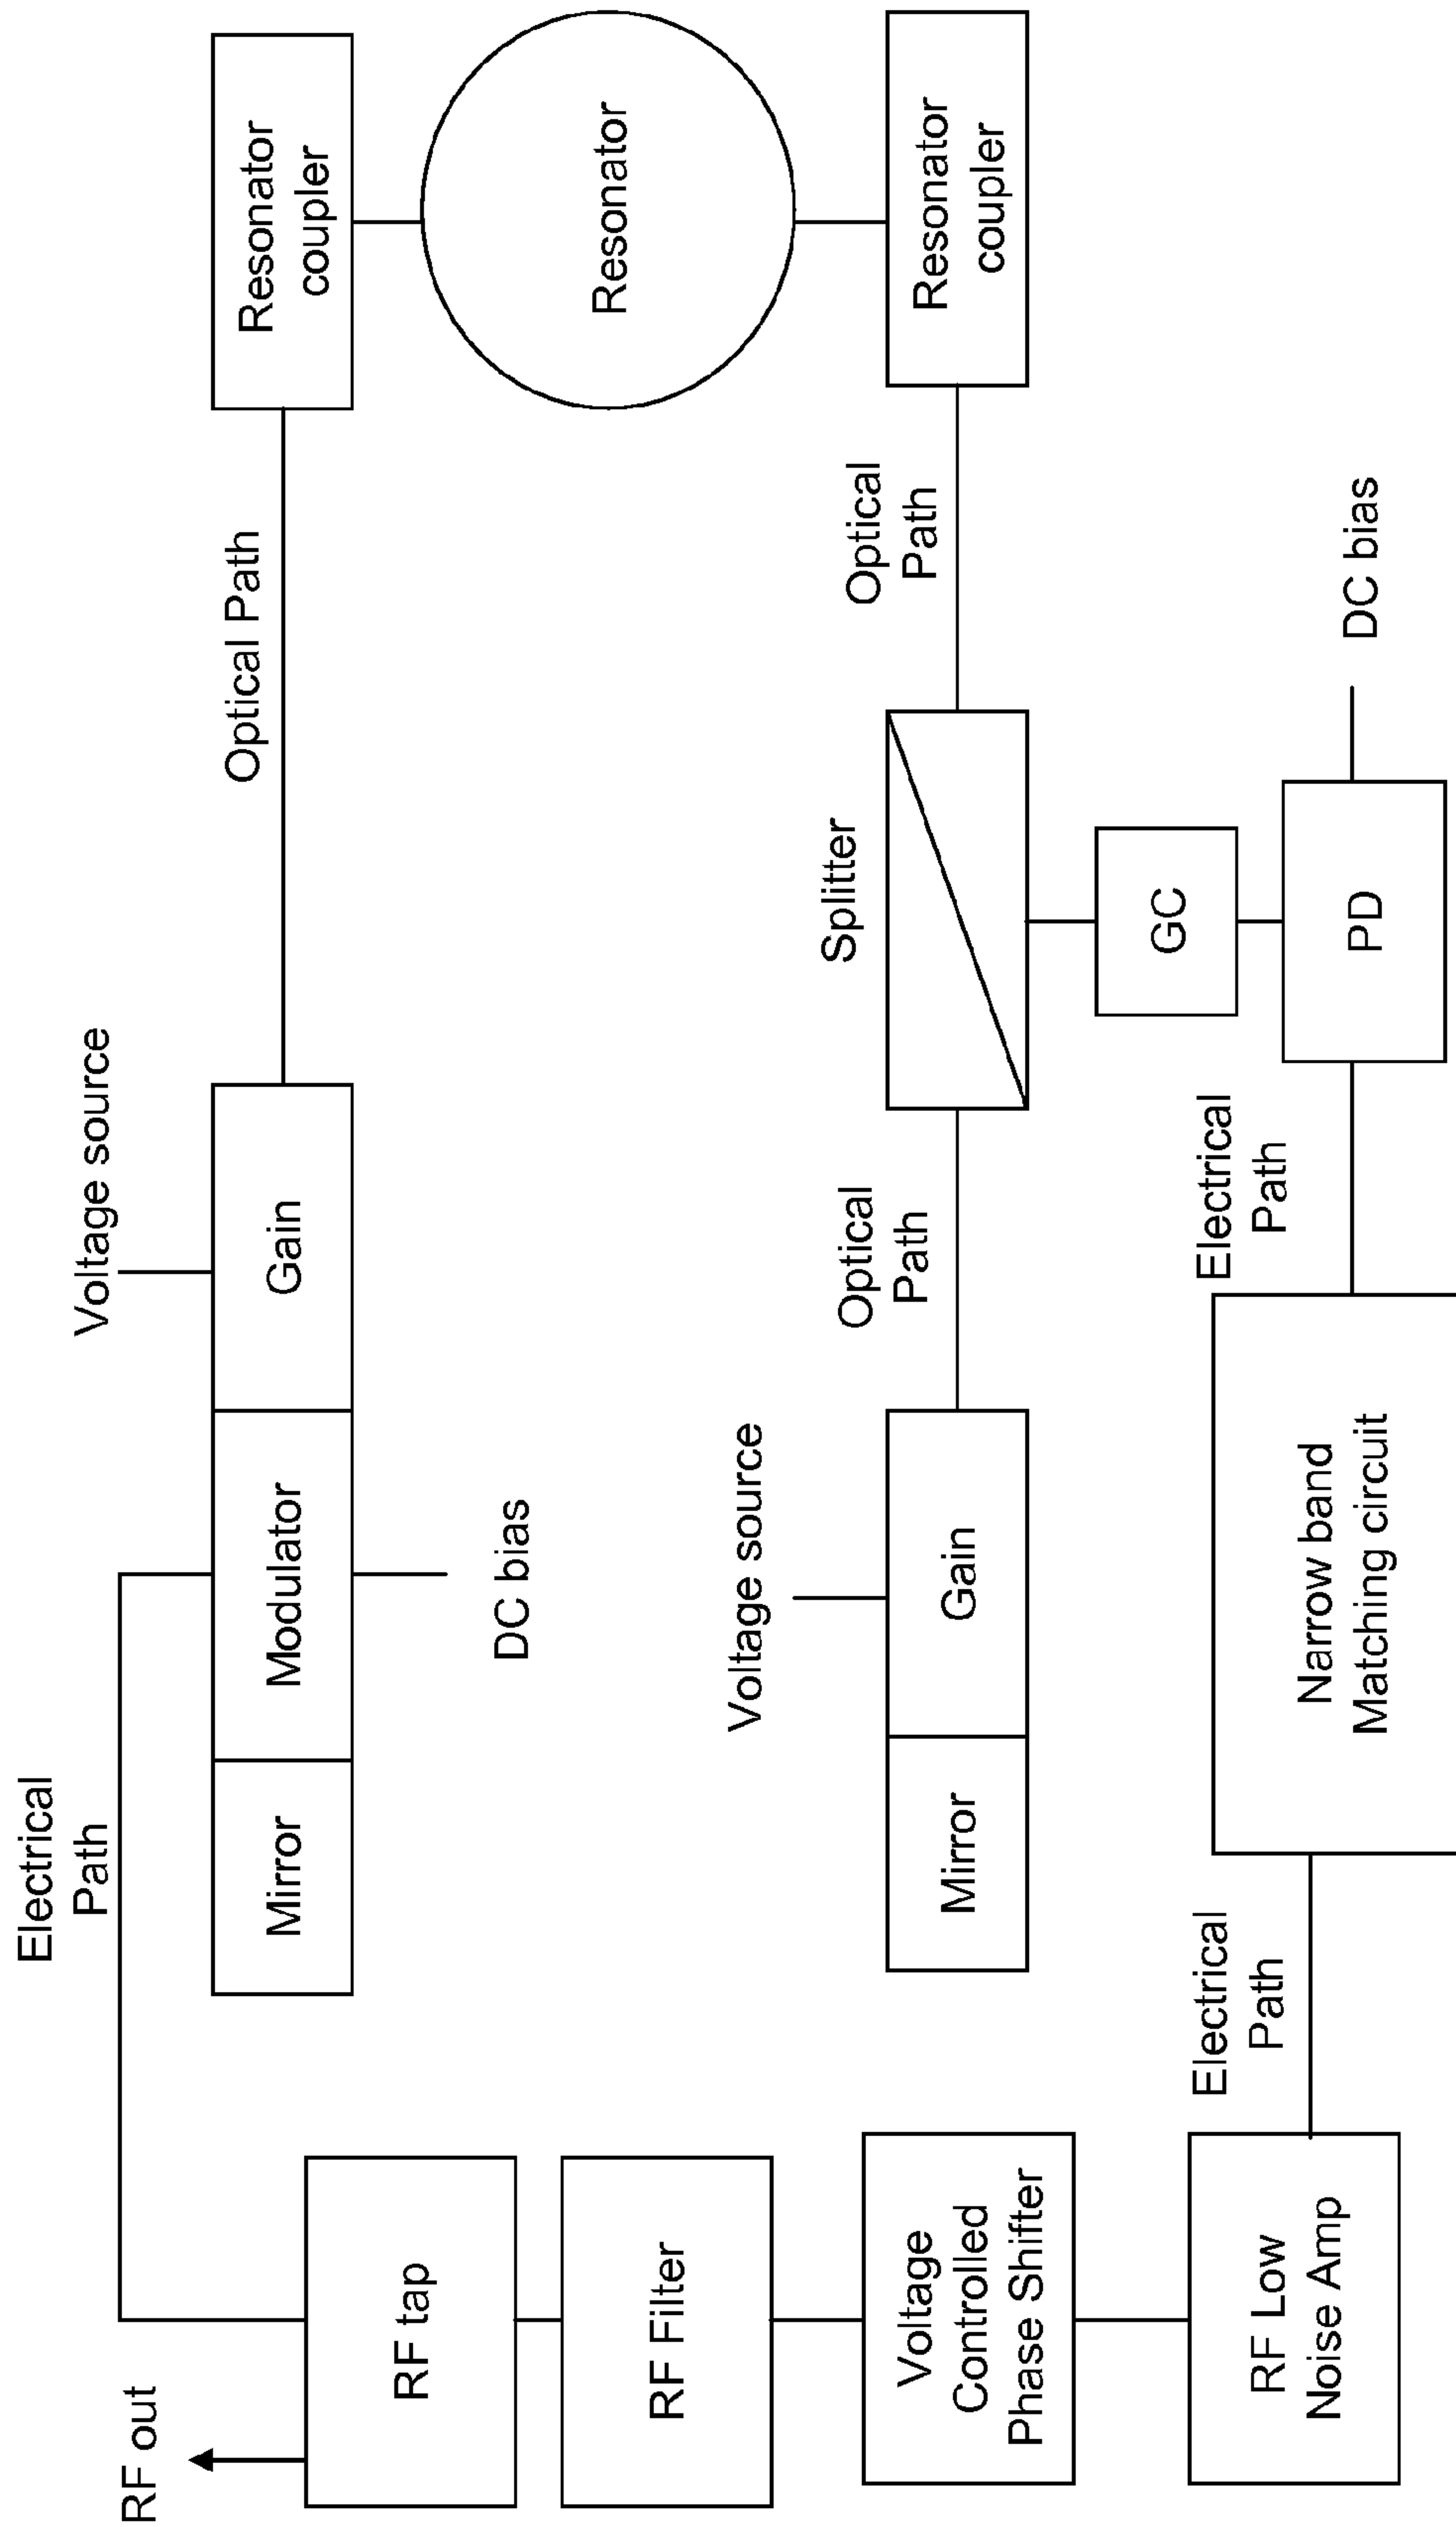 Electrical
Path
Voltage source
RF out
Optical Path
Mirror
Modulator
Gain
Resonator
coupler
RF tap
DC bias
Resonator
RF Filter
Voltage source
Optical
Path
Splitter
Optical
Path
Voltage
Controlled
Phase Shifter
Mirror
Gain
Resonator
coupler
GC
Electrical
Path
Electrical
Path
RF Low
Noise Amp
Narrow band
Matching circuit
PD
DC bias